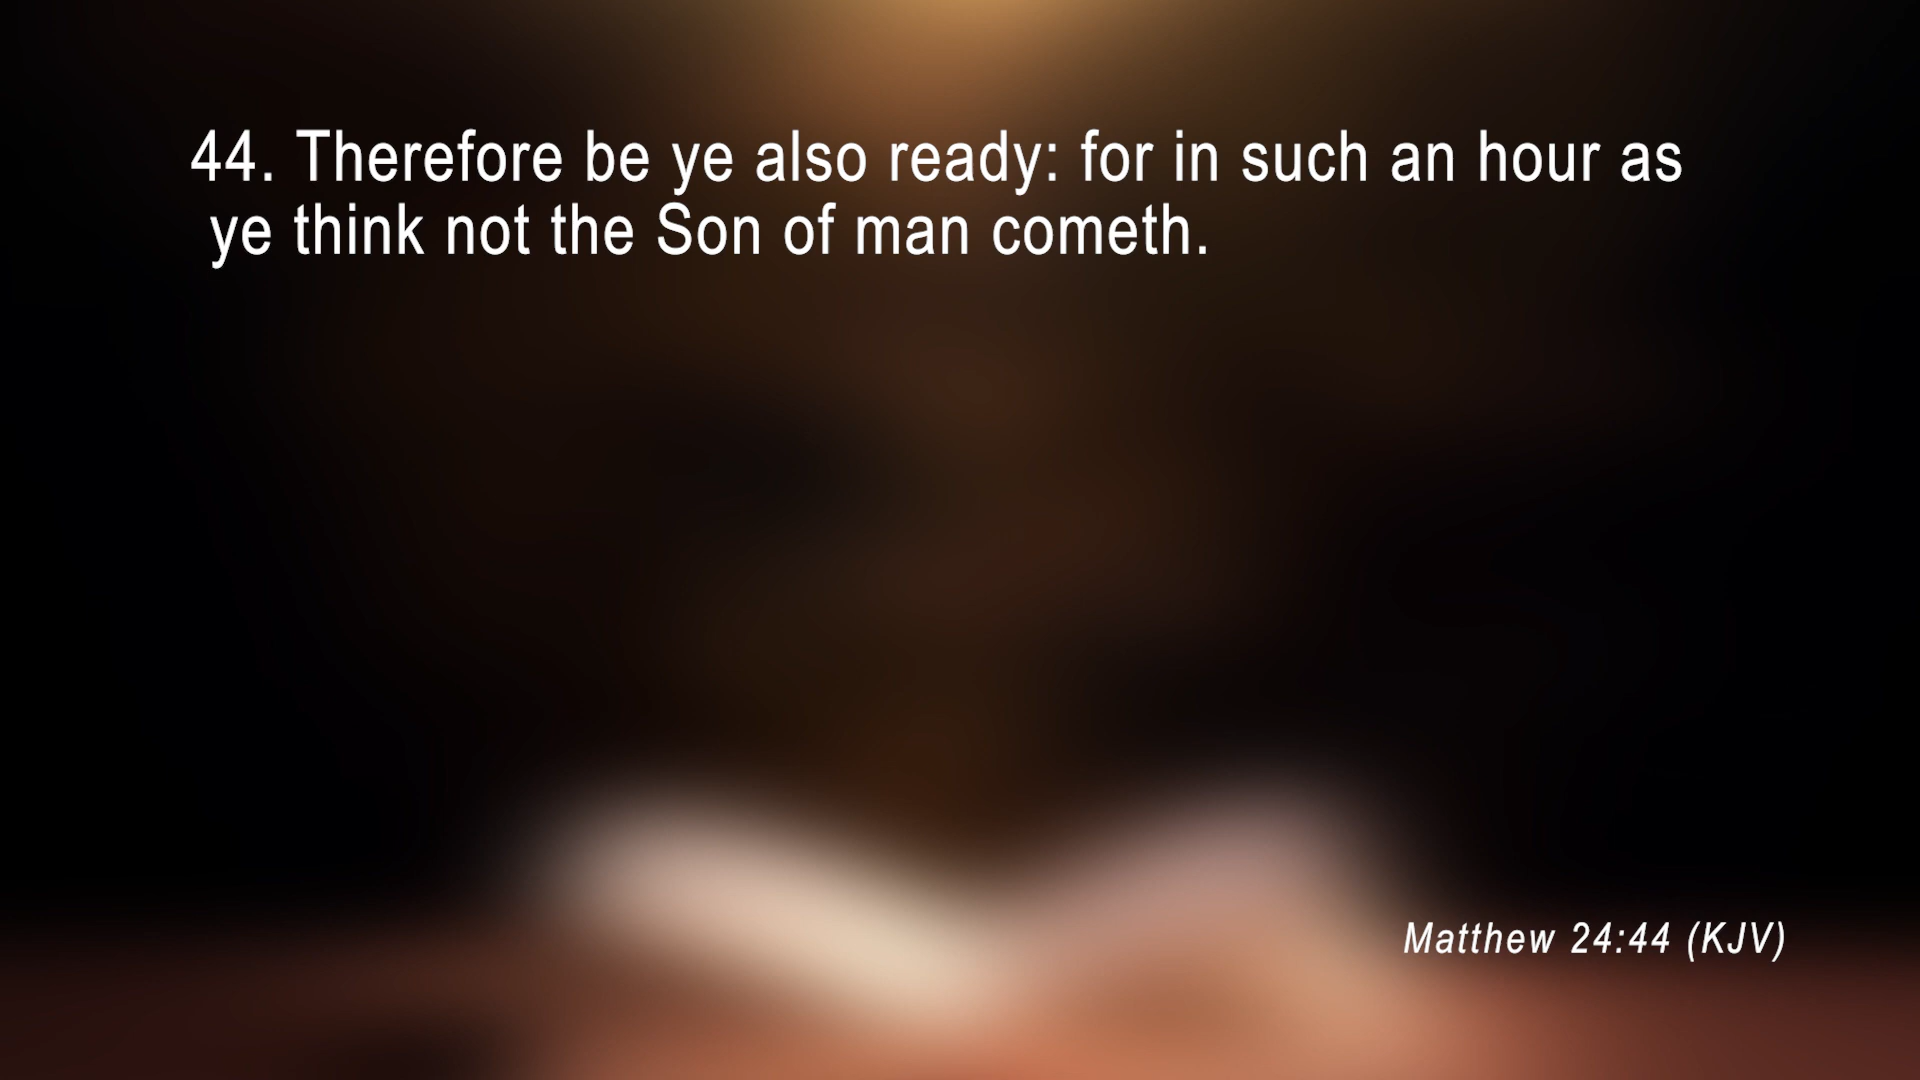 44. Therefore be ye also ready: for in such an hour as
ye think not the Son of man cometh.
Matthew 24:44 (KJV)